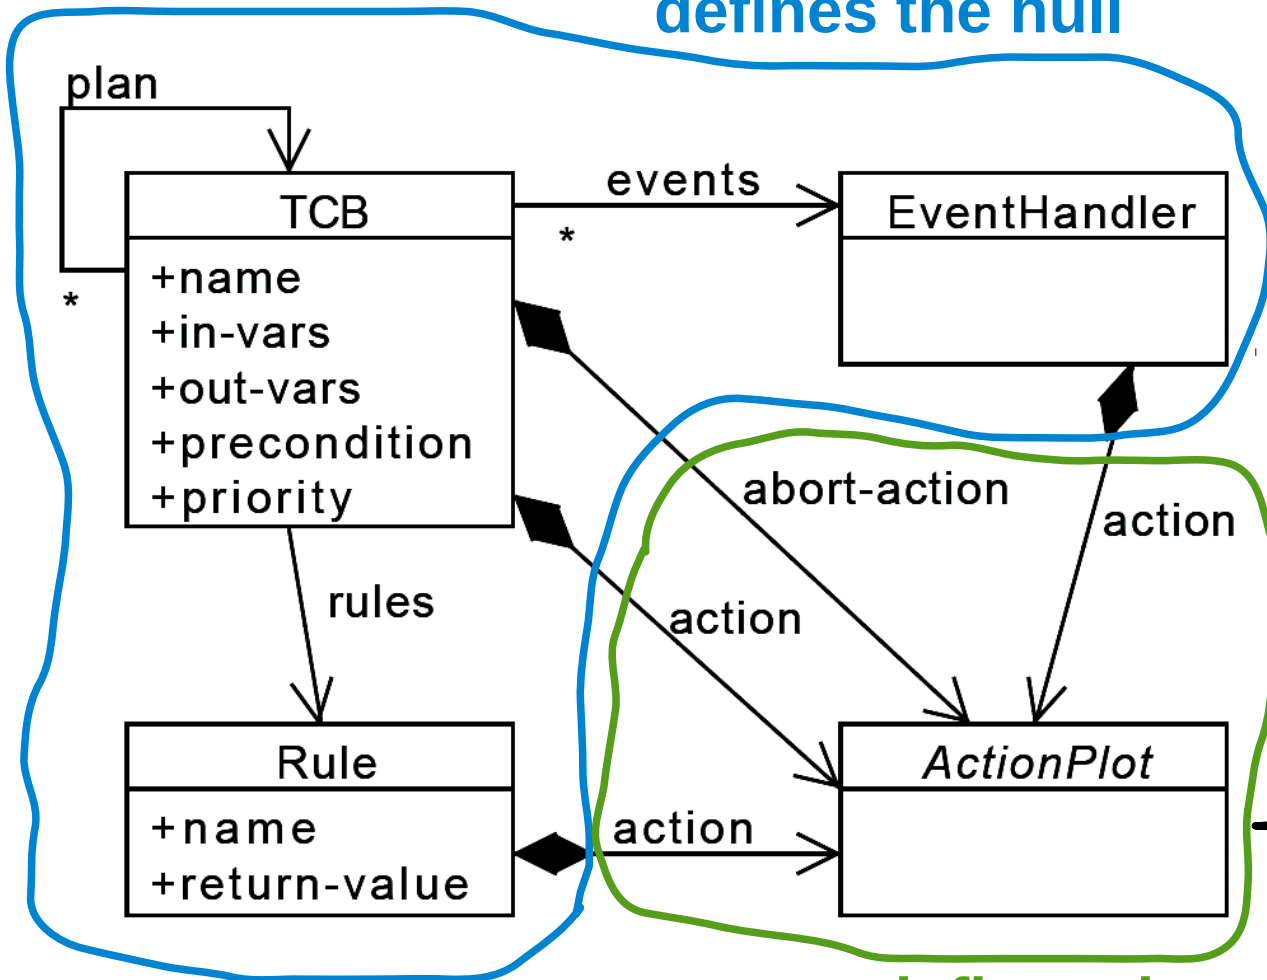 defines the null
plan
TCB
events
*
EventHandler
*
+name
+in-vars
+out-vars
+precondition
+priority
abort-action
action
rules
action
Rule
ActionPlot
+name
action
+return-value